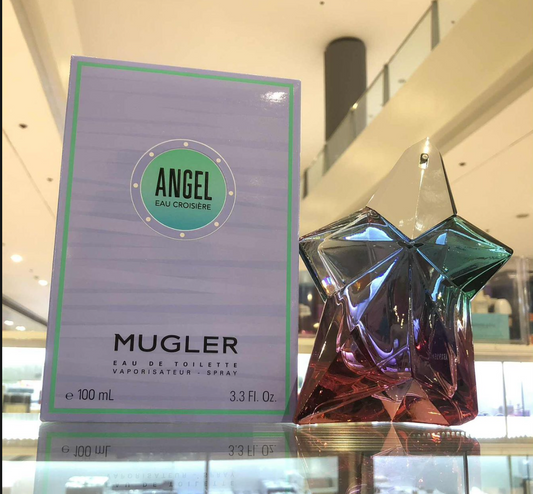 ANGEL
EAU CROISIÈRE
MUGLER
EAU DE TOILETTE
VAPORISATEUR - SPRAY
℮ 100 mL
3.3 Fl. Oz.